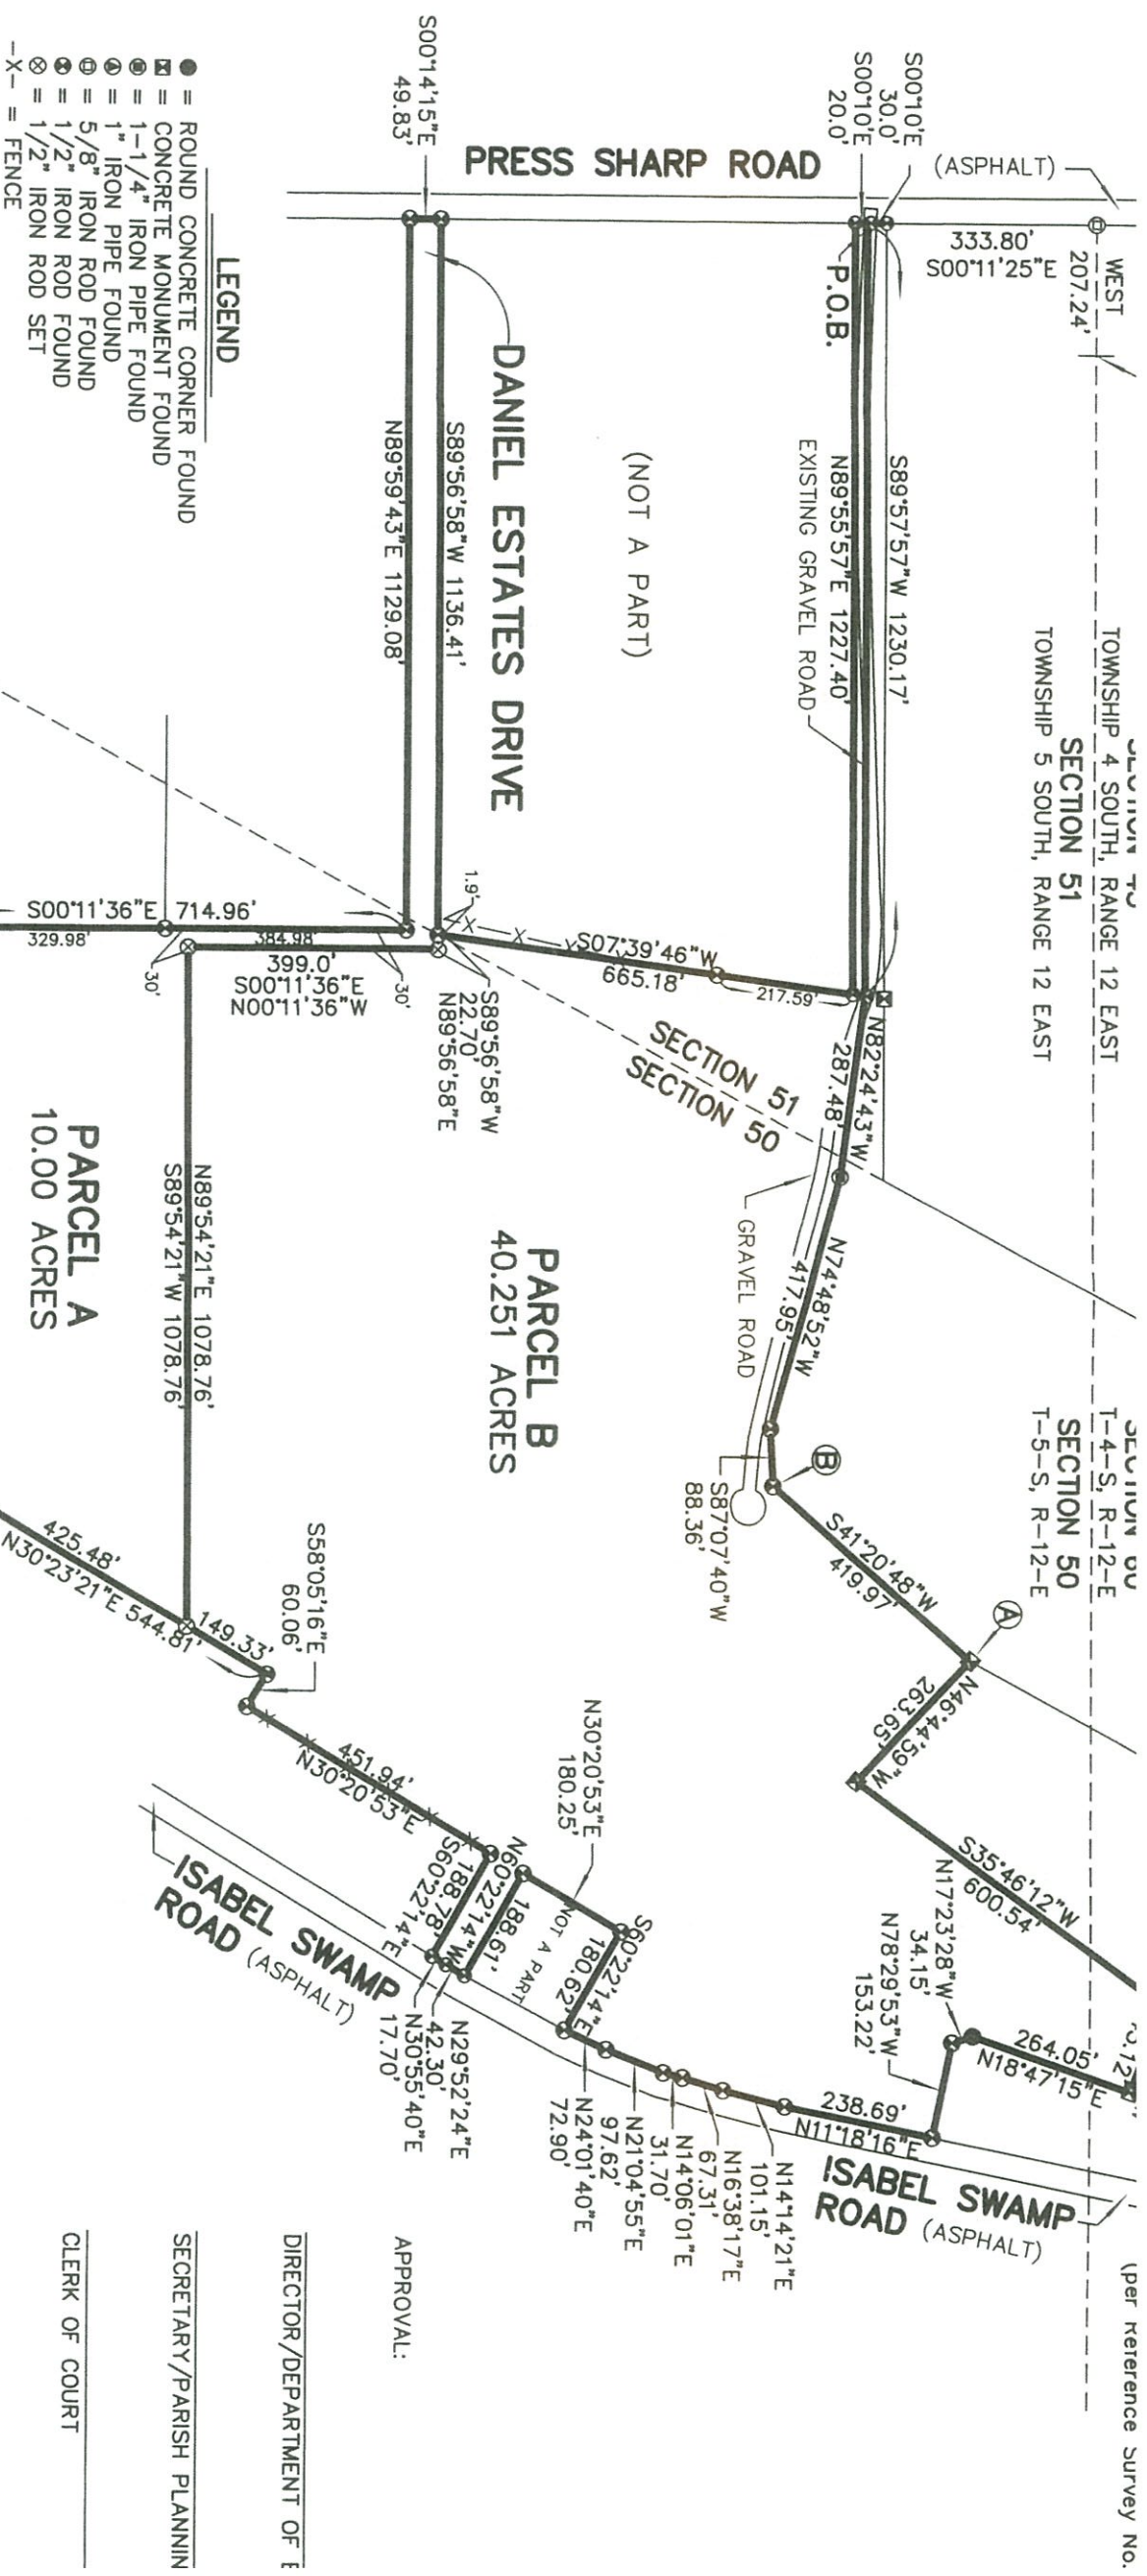 (per Reference Survey No.
TOWNSHIP 4 SOUTH, RANGE 12 EAST
SECTION 51
TOWNSHIP 5 SOUTH, RANGE 12 EAST
T-4-S, R-12-E
SECTION 50
T-5-S, R-12-E
WEST
207.24'
(ASPHALT)
333.80'
S00°11'25"E
S00°10'E
30.0'
S00°10'E
20.0'
PRESS SHARP ROAD
P.O.B.
S89°57'57"W 1230.17'
N89°55'57"E 1227.40'
EXISTING GRAVEL ROAD
(NOT A PART)
DANIEL ESTATES DRIVE
S89°56'58"W 1136.41'
N89°59'43"E 1129.08'
S00°14'15"E
49.83'
1.9'
X X X
S07°39'46"W
665.18'
217.59'
S89°56'58"W
22.70'
N89°56'58"E
S00°11'36"E 714.96'
329.98'
384.98'
399.0'
S00°11'36"E
N00°11'36"W
30'
30'
SECTION 51
SECTION 50
N82°24'43"W
287.48'
N74°48'52"W
417.95'
GRAVEL ROAD
S87°07'40"W
88.36'
B
S41°20'48"W
419.97'
A
N46°44'59"W
263.65'
S35°46'12"W
600.54'
N17°23'28"W
34.15'
N78°29'53"W
153.22'
264.05'
N18°47'15"E
238.69'
N11°18'16"E
ISABEL SWAMP
ROAD (ASPHALT)
N14°14'21"E
101.15'
N16°38'17"E
67.31'
N14°06'01"E
31.70'
N21°04'55"E
97.62'
N24°01'40"E
72.90'
S60°22'14"E
180.62'
NOT A PART
N30°20'53"E
180.25'
N60°22'14"W
188.61'
S60°22'14"E
188.78'
N29°52'24"E
42.30'
N30°55'40"E
17.70'
ISABEL SWAMP
ROAD (ASPHALT)
451.94'
N30°20'53"E
S58°05'16"E
60.06'
149.33'
425.48'
N30°23'21"E 544.81'
PARCEL B
40.251 ACRES
N89°54'21"E 1078.76'
S89°54'21"W 1078.76'
PARCEL A
10.00 ACRES
LEGEND
= ROUND CONCRETE CORNER FOUND
= CONCRETE MONUMENT FOUND
= 1-1/4" IRON PIPE FOUND
= 1" IRON PIPE FOUND
= 5/8" IRON ROD FOUND
= 1/2" IRON ROD FOUND
= 1/2" IRON ROD SET
-X- = FENCE
APPROVAL:
DIRECTOR/DEPARTMENT OF
SECRETARY/PARISH PLANNIN
CLERK OF COURT